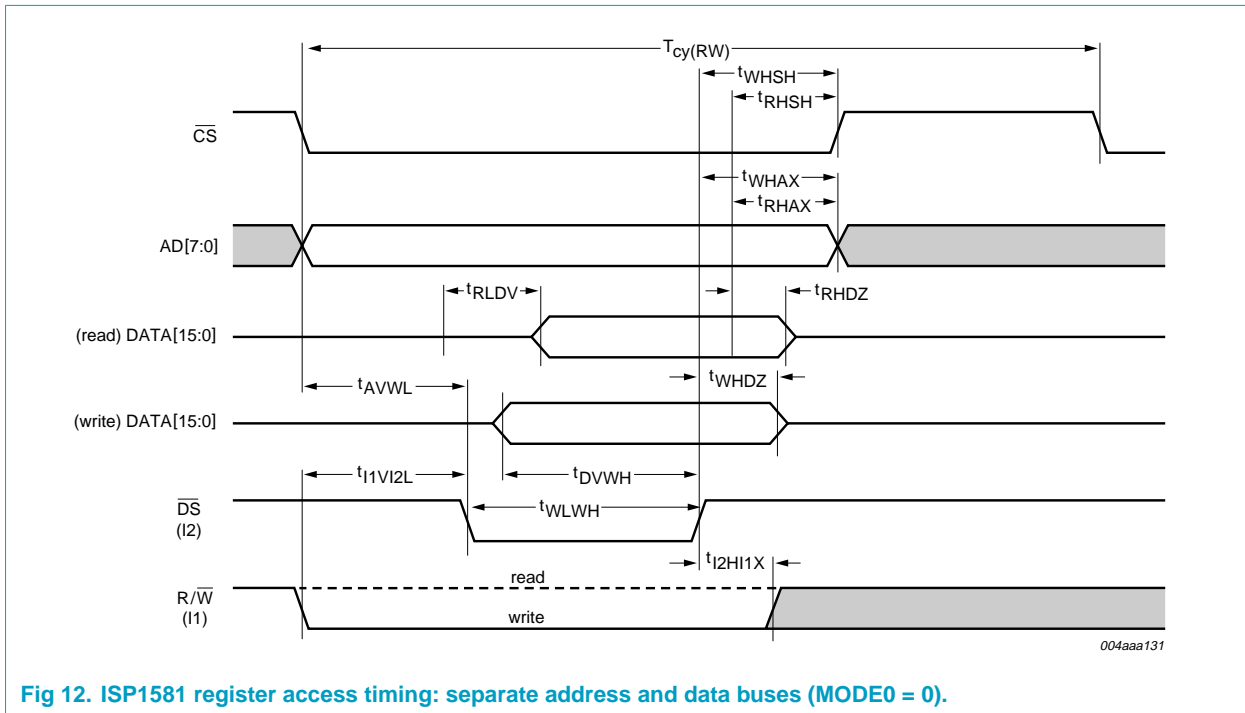 Tcy(RW)
tWHSH
tRHSH
CS
tWHAX
tRHAX
AD[7:0]
tRLDV
tRHDZ
(read) DATA[15:0]
tWHDZ
tAVWL
(write) DATA[15:0]
tI1VI2L
tDVWH
DS
(I2)
tWLWH
tI2HI1X
read
R/W
(I1)
write
004aaa131
Fig 12. ISP1581 register access timing: separate address and data buses (MODE0 = 0).